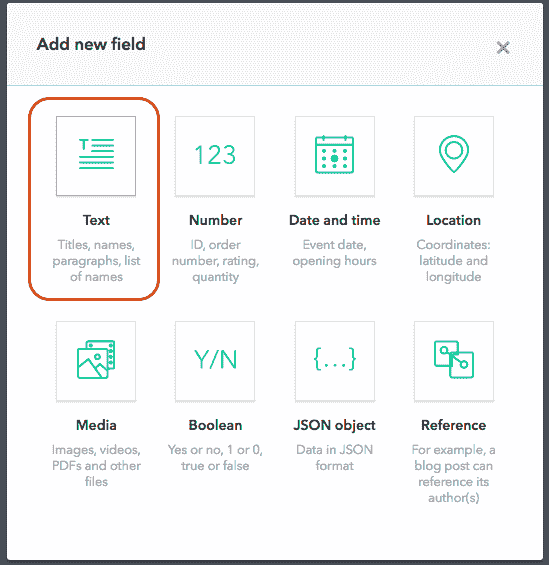 Add new field
T
123
Text
Number
Date and time
Location
Titles, names,
paragraphs, list
of names
ID, order
number, rating,
quantity
Event date,
opening hours
Coordinates:
latitude and
longitude
Y/N
{...}
Media
Boolean
JSON object
Reference
Images, videos,
PDFs and other
files
Yes or no, 1 or 0,
true or false
Data in JSON
format
For example, a
blog post can
reference its
author(s)